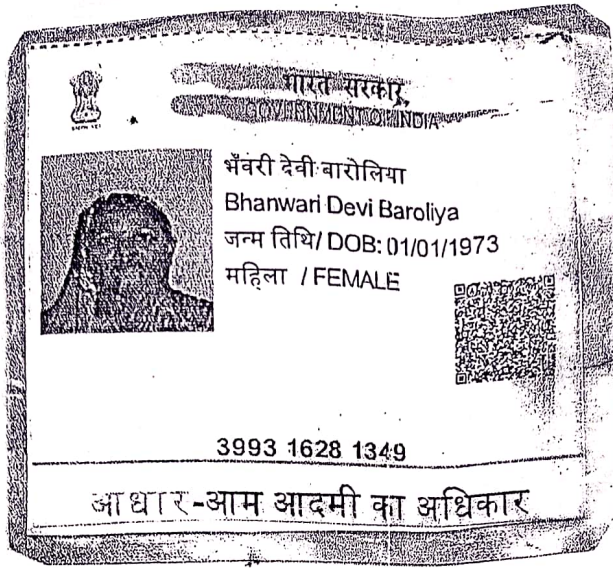 भारत सरकार
GOVERNMENT OF INDIA
भँवरी देवी बारोलिया
Bhanwari Devi Baroliya
जन्म तिथि/ DOB: 01/01/1973
महिला / FEMALE
3993 1628 1349
आधार-आम आदमी का अधिकार